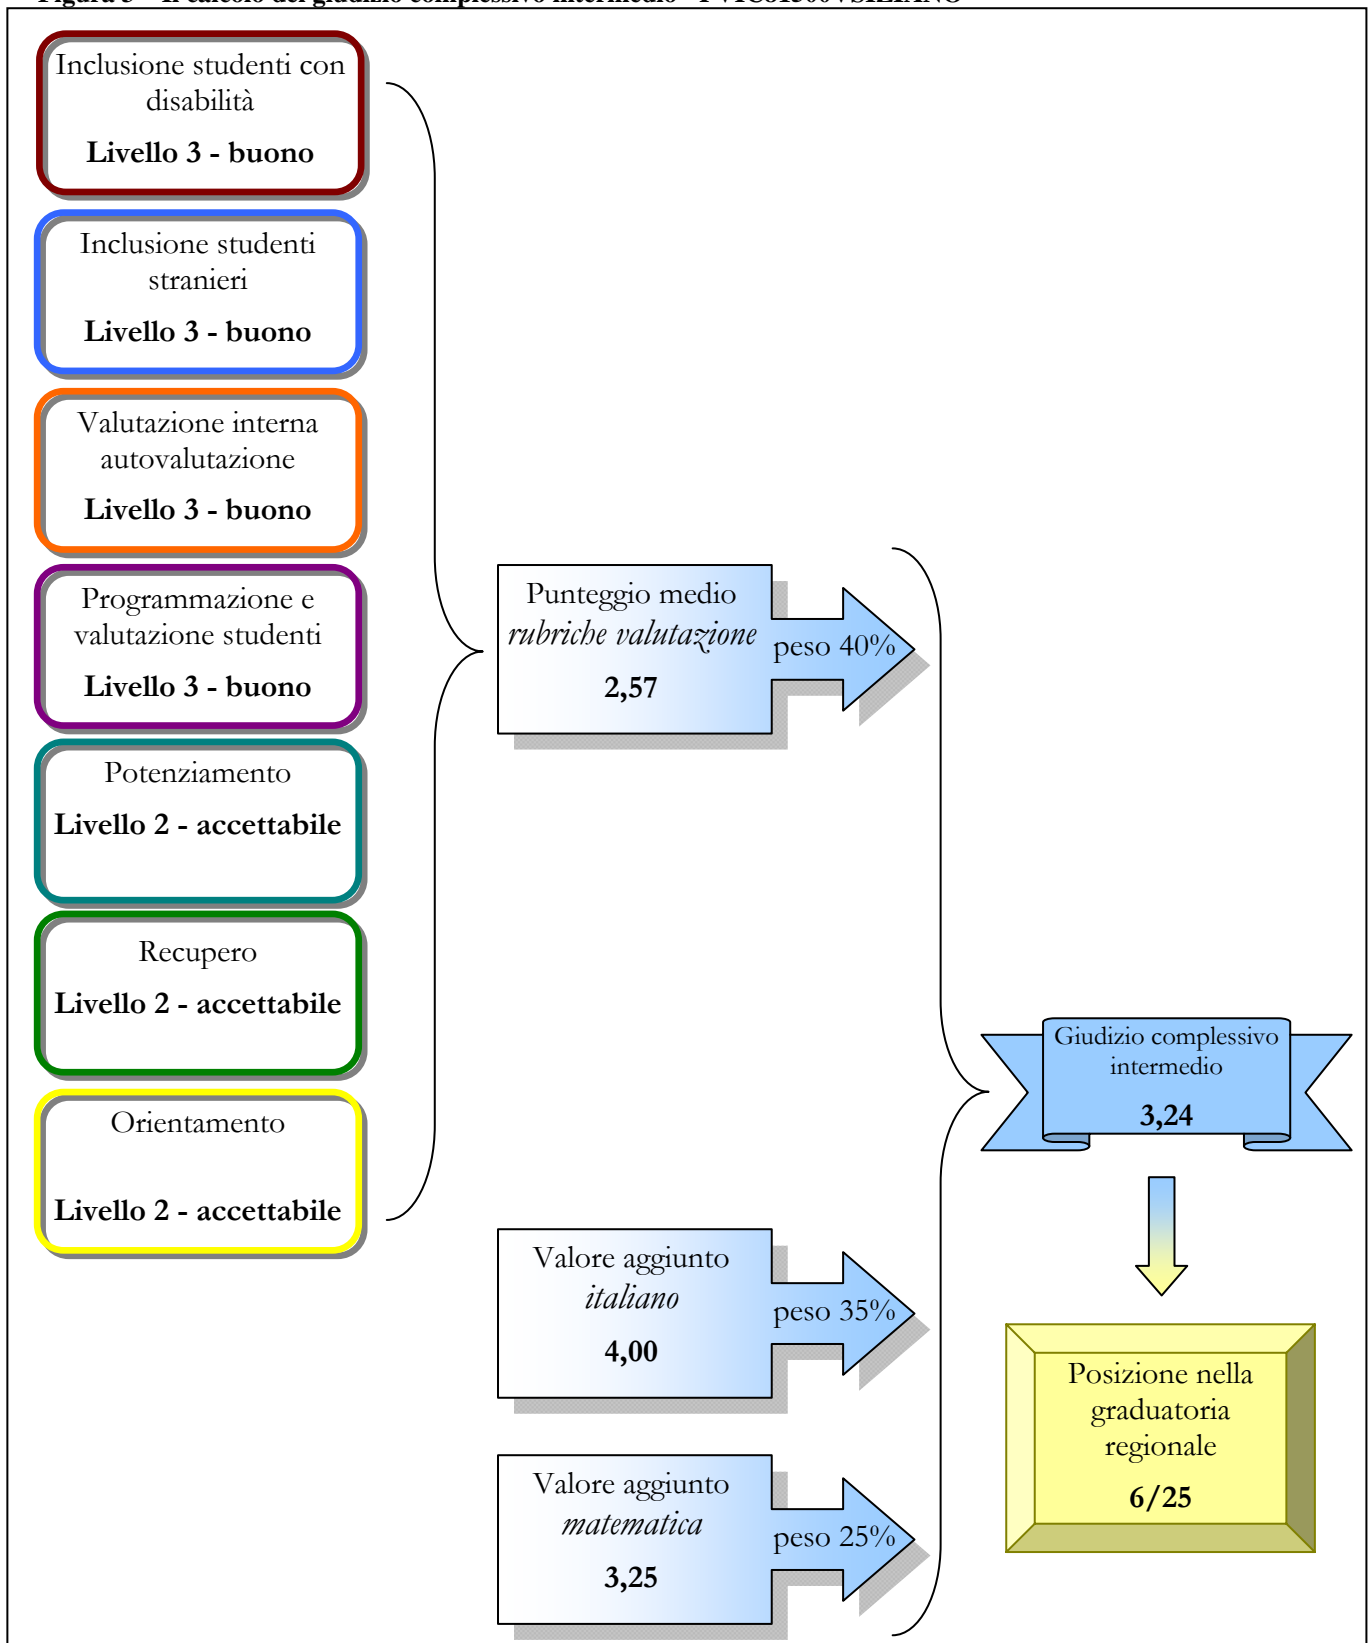 Inclusione studenti con
disabilità
Livello 3 - buono
Inclusione studenti
stranieri
Livello 3 - buono
Valutazione interna
autovalutazione
Livello 3 - buono
Programmazione e
valutazione studenti
Livello 3 - buono
Potenziamento
Livello 2 - accettabile
Recupero
Livello 2 - accettabile
Orientamento
Livello 2 - accettabile
Punteggio medio
rubriche valutazione
2,57
peso 40%
Valore aggiunto
italiano
4,00
peso 35%
Valore aggiunto
matematica
3,25
peso 25%
Giudizio complessivo
intermedio
3,24
Posizione nella
graduatoria
regionale
6/25